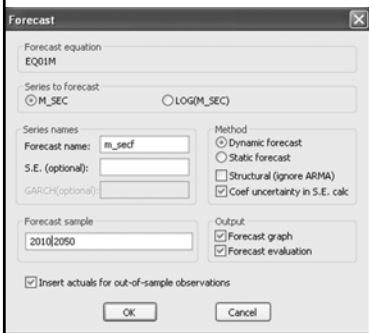 Forecast
Forecast equation
EQ01M
Series to forecast
M_SEC
LOG(M_SEC)
Series names
Forecast name: m_secf
S.E. (optional):
GARCH(optional):
Method
Dynamic forecast
Static forecast
Structural (ignore ARMA)
Coef uncertainty in S.E. calc
Forecast sample
2010 2050
Output
Forecast graph
Forecast evaluation
Insert actuals for out-of-sample observations
OK
Cancel